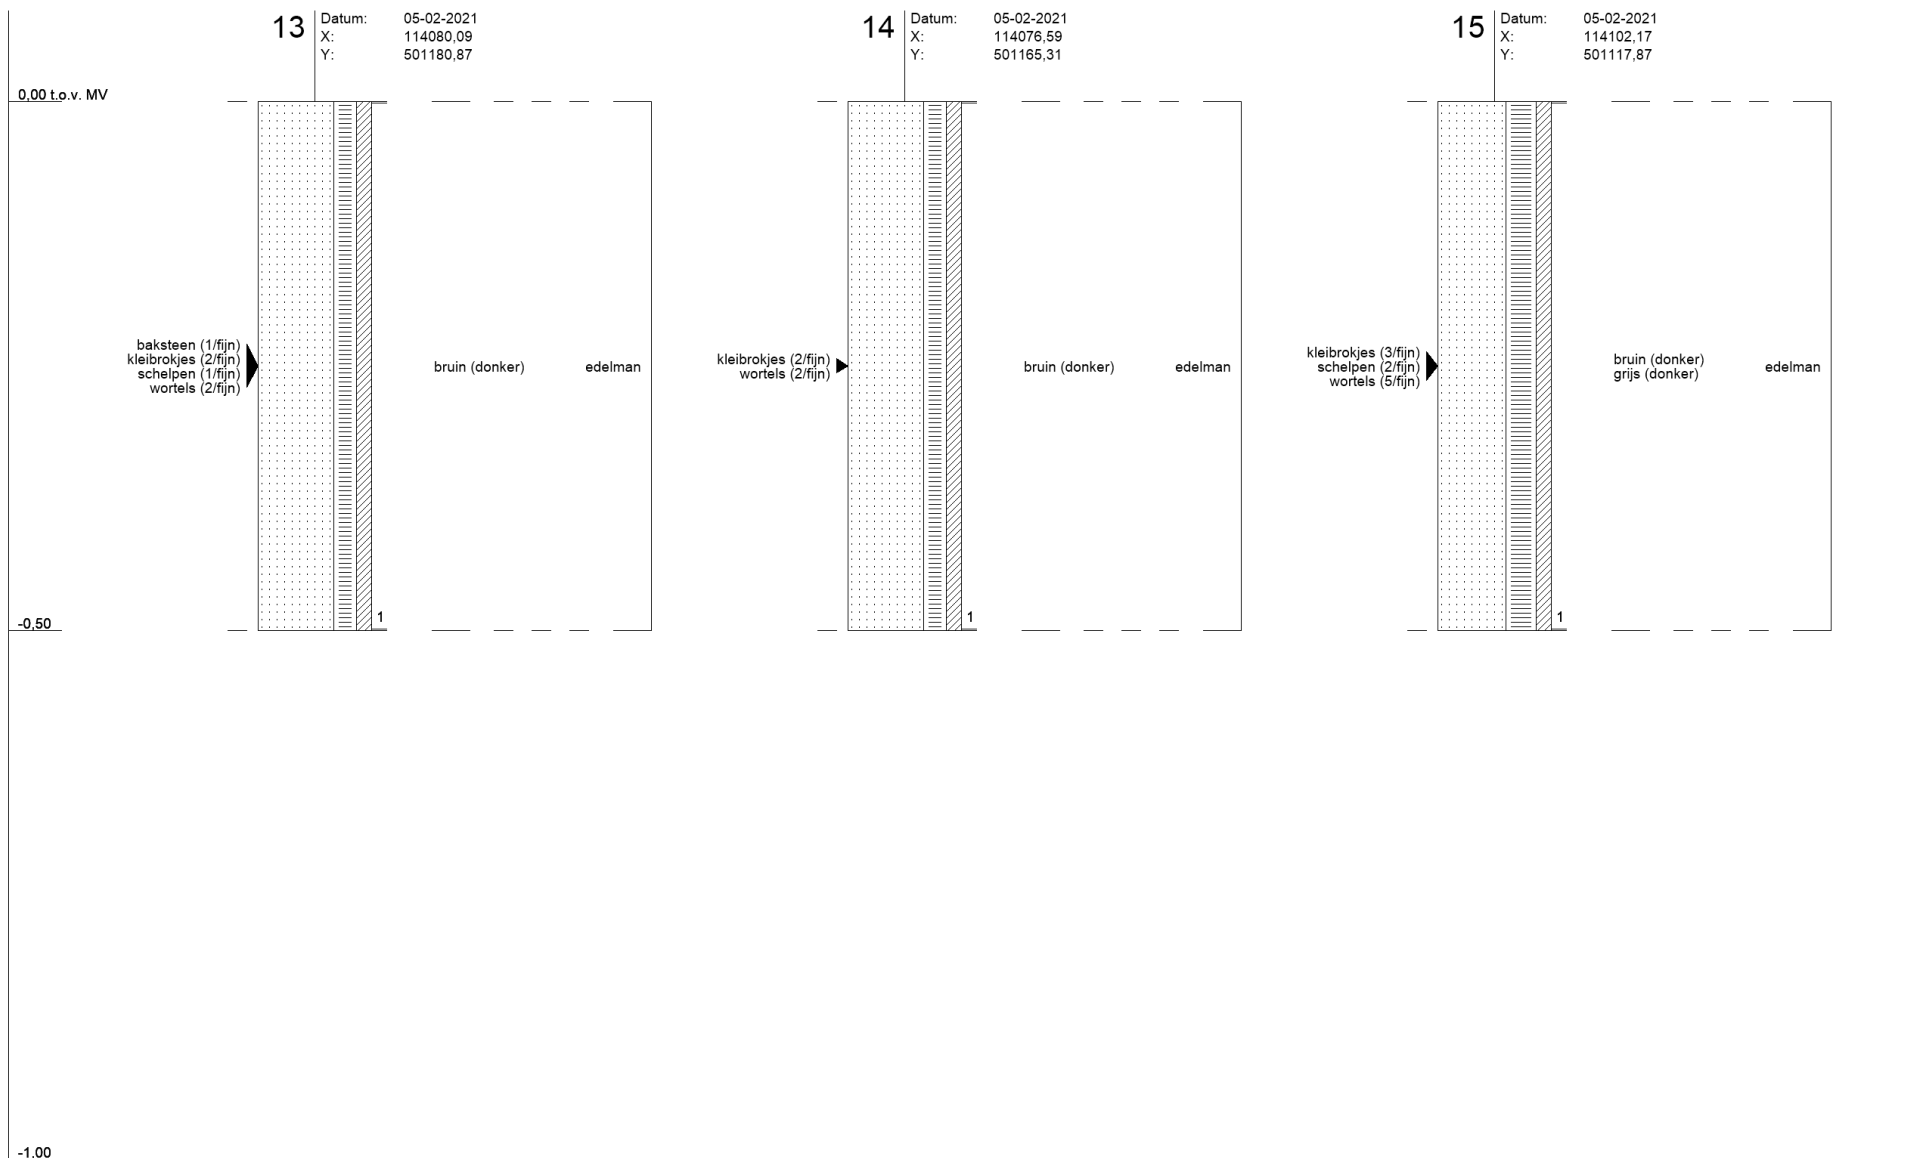 13
Datum: 05-02-2021
X: 114080,09
Y: 501180,87
14
Datum: 05-02-2021
X: 114076,59
Y: 501165,31
15
Datum: 05-02-2021
X: 114102,17
Y: 501117,87
0,00 t.o.v. MV
baksteen (1/fijn)
kleibrokjes (2/fijn)
schelpen (1/fijn)
wortels (2/fijn)
bruin (donker)
edelman
1
kleibrokjes (2/fijn)
wortels (2/fijn)
bruin (donker)
edelman
1
kleibrokjes (3/fijn)
schelpen (2/fijn)
wortels (5/fijn)
bruin (donker)
grijs (donker)
edelman
1
-0,50
-1,00